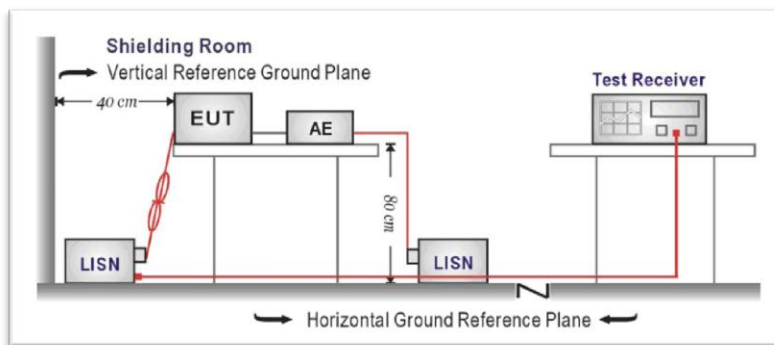 Shielding Room
Vertical Reference Ground Plane
40 cm
EUT
AE
Test Receiver
80 cm
LISN
LISN
Horizontal Ground Reference Plane